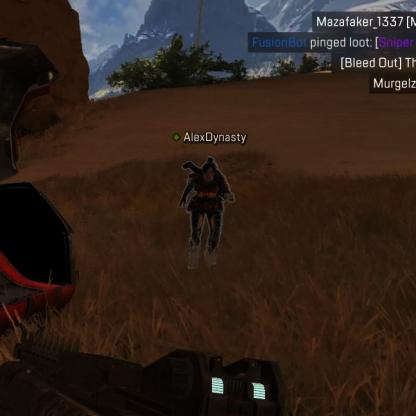 Mazafaker_1337 [M
FusionBot pinged loot: [Sniper
[Bleed Out] Th
Murgelz
AlexDynasty